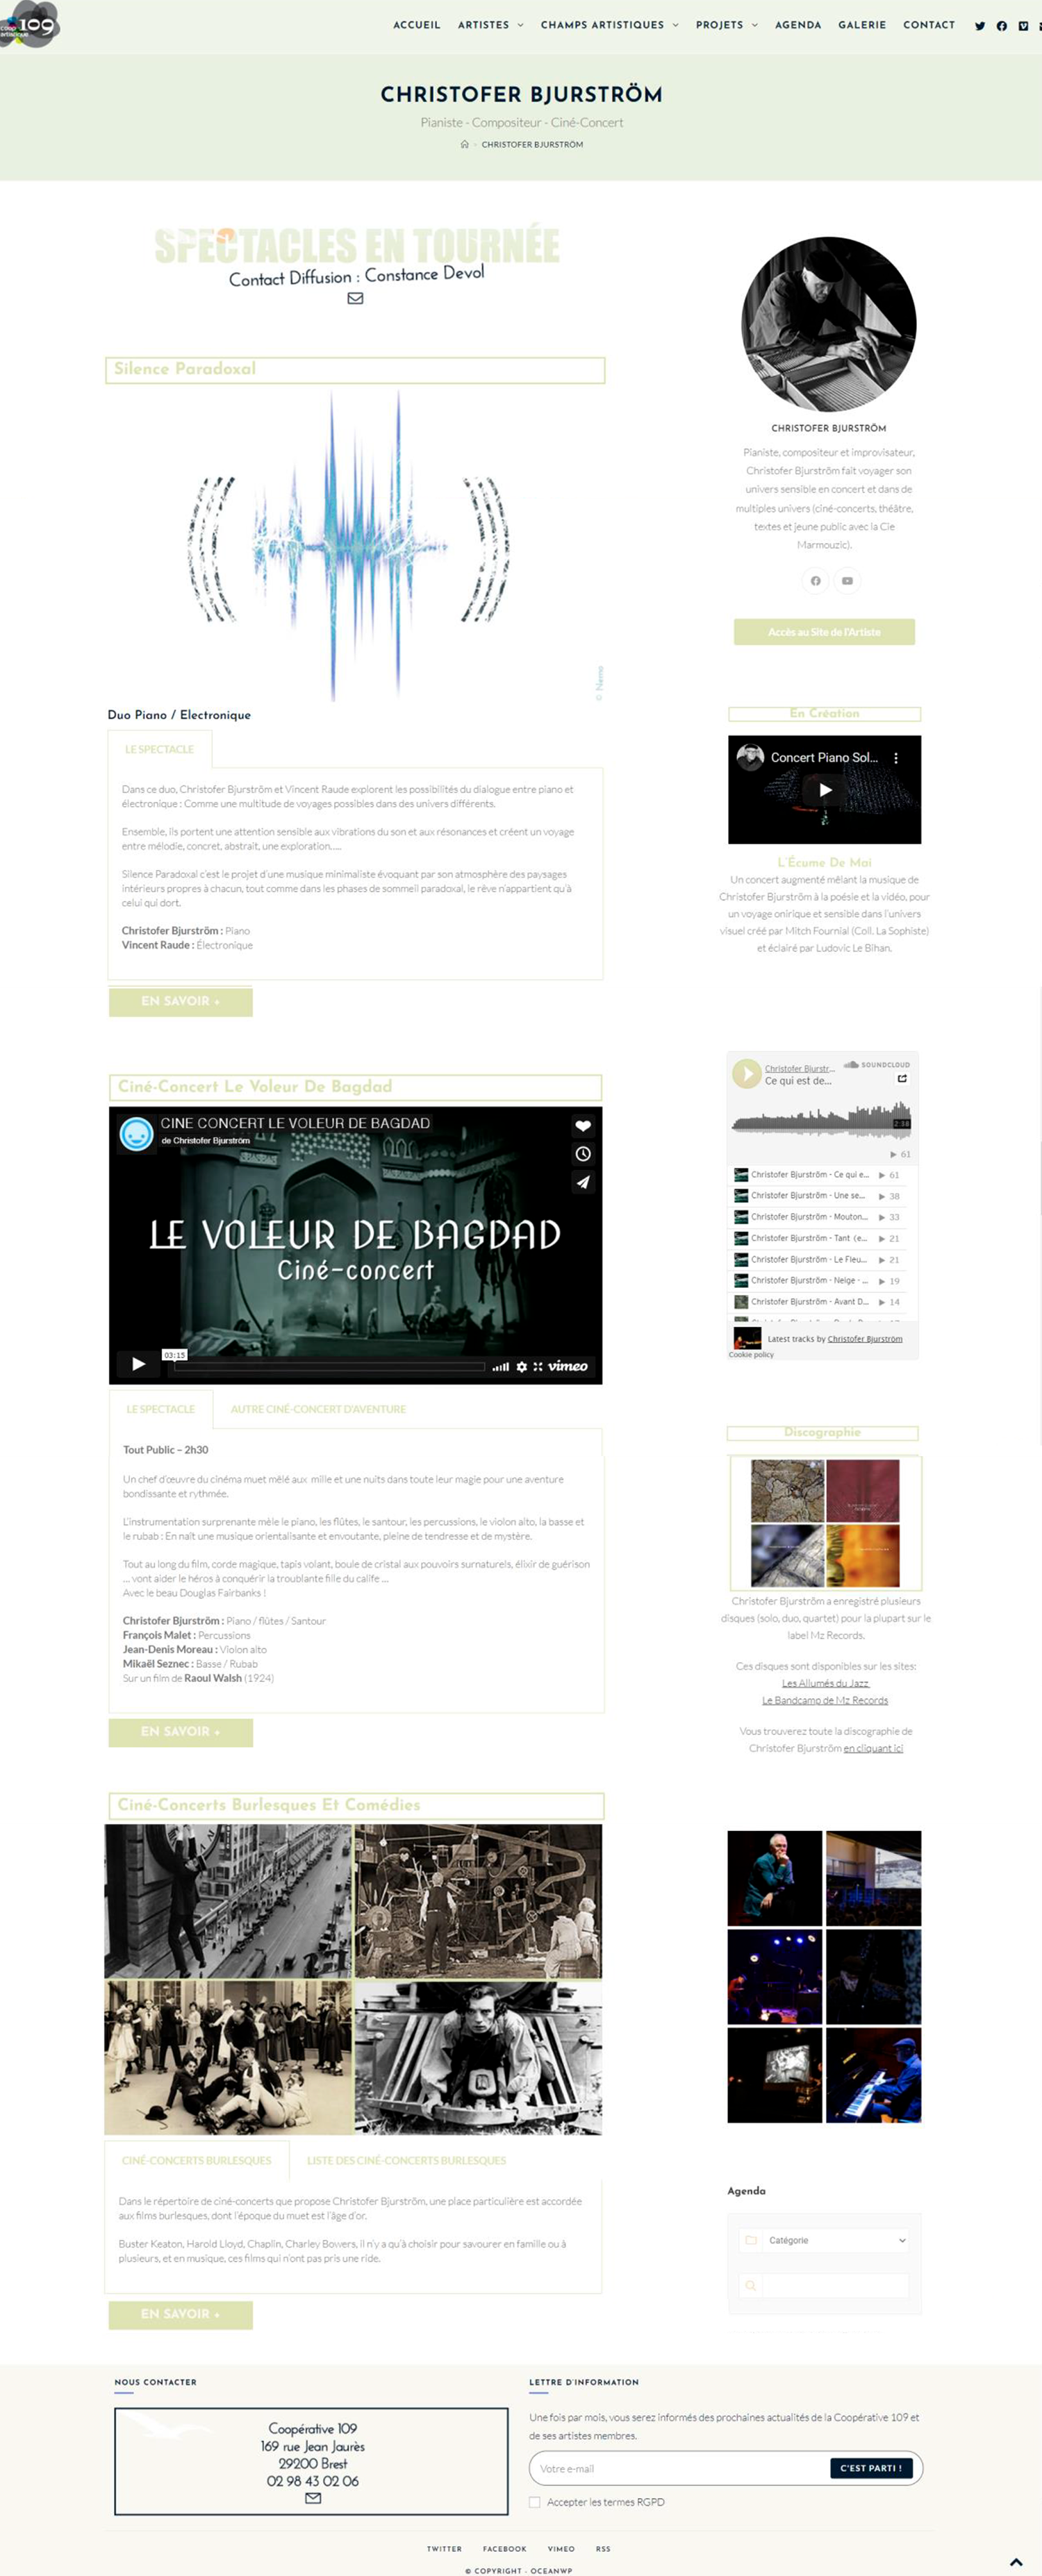 coop 109
artistique
ACCUEIL ARTISTES CHAMPS ARTISTIQUES PROJETS AGENDA GALERIE CONTACT
CHRISTOFER BJURSTRÖM
Pianiste - Compositeur - Ciné-Concert
CHRISTOFER BJURSTRÖM
SPECTACLES EN TOURNÉE
Contact Diffusion : Constance Devol
Silence Paradoxal
© Nemo
Duo Piano / Electronique
LE SPECTACLE
Dans ce duo, Christofer Bjurström et Vincent Raude explorent les possibilités du dialogue entre piano et
électronique : Comme une multitude de voyages possibles dans des univers différents.
Ensemble, ils portent une attention sensible aux vibrations du son et aux résonances et créent un voyage
entre mélodie, concret, abstrait, une exploration…..
Silence Paradoxal c'est le projet d'une musique minimaliste évoquant par son atmosphère des paysages
intérieurs propres à chacun, tout comme dans les phases de sommeil paradoxal, le rêve n'appartient qu'à
celui qui dort.
Christofer Bjurström : Piano
Vincent Raude : Électronique
EN SAVOIR +
Ciné-Concert Le Voleur De Bagdad
CINE CONCERT LE VOLEUR DE BAGDAD
de Christofer Bjurström
LE VOLEUR DE BAGDAD
Ciné-concert
03:15
vimeo
LE SPECTACLE AUTRE CINÉ-CONCERT D'AVENTURE
Tout Public – 2h30
Un chef d'œuvre du cinéma muet mêlé aux mille et une nuits dans toute leur magie pour une aventure
bondissante et rythmée.
L'instrumentation surprenante mêle le piano, les flûtes, le santour, les percussions, le violon alto, la basse et
le rubab : En naît une musique orientalisante et envoutante, pleine de tendresse et de mystère.
Tout au long du film, corde magique, tapis volant, boule de cristal aux pouvoirs surnaturels, élixir de guérison
… vont aider le héros à conquérir la troublante fille du calife …
Avec le beau Douglas Fairbanks !
Christofer Bjurström : Piano / flûtes / Santour
François Malet : Percussions
Jean-Denis Moreau : Violon alto
Mikaël Seznec : Basse / Rubab
Sur un film de Raoul Walsh (1924)
EN SAVOIR +
Ciné-Concerts Burlesques Et Comédies
CINÉ-CONCERTS BURLESQUES LISTE DES CINÉ-CONCERTS BURLESQUES
Dans le répertoire de ciné-concerts que propose Christofer Bjurström, une place particulière est accordée
aux films burlesques, dont l'époque du muet est l'âge d'or.
Buster Keaton, Harold Lloyd, Chaplin, Charley Bowers, il n'y a qu'à choisir pour savourer en famille ou à
plusieurs, et en musique, ces films qui n'ont pas pris une ride.
EN SAVOIR +
CHRISTOFER BJURSTRÖM
Pianiste, compositeur et improvisateur,
Christofer Bjurström fait voyager son
univers sensible en concert et dans de
multiples univers (ciné-concerts, théâtre,
textes et jeune public avec la Cie
Marmouzic).
Accès au Site de l'Artiste
En Création
Concert Piano Sol...
L'Écume De Mai
Un concert augmenté mêlant la musique de
Christofer Bjurström à la poésie et la vidéo, pour
un voyage onirique et sensible dans l'univers
visuel créé par Mitch Fournial (Coll. La Sophiste)
et éclairé par Ludovic Le Bihan.
Christofer Bjurstr...
SOUNDCLOUD
Ce qui est de...
2:38
61
Christofer Bjurström - Ce qui e... 61
Christofer Bjurström - Une se... 38
Christofer Bjurström - Mouton... 33
Christofer Bjurström - Tant (e... 21
Christofer Bjurström - Le Fleu... 21
Christofer Bjurström - Neige - ... 19
Christofer Bjurström - Avant D... 14
Latest tracks by Christofer Bjurström
Cookie policy
Discographie
Christofer Bjurström a enregistré plusieurs
disques (solo, duo, quartet) pour la plupart sur le
label Mz Records.
Ces disques sont disponibles sur les sites:
Les Allumés du Jazz
Le Bandcamp de Mz Records
Vous trouverez toute la discographie de
Christofer Bjurström en cliquant ici
Agenda
Catégorie
NOUS CONTACTER
Coopérative 109
169 rue Jean Jaurès
29200 Brest
02 98 43 02 06
LETTRE D'INFORMATION
Une fois par mois, vous serez informés des prochaines actualités de la Coopérative 109 et
de ses artistes membres.
Votre e-mail
C'EST PARTI !
Accepter les termes RGPD
TWITTER FACEBOOK VIMEO RSS
© COPYRIGHT - OCEANWP